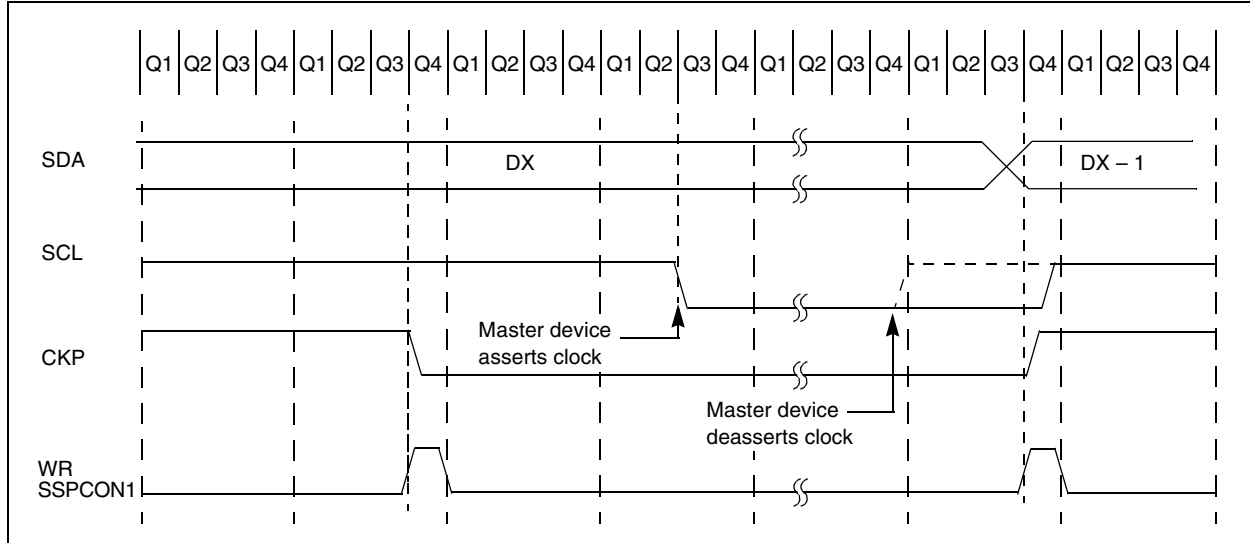 Q1 Q2 Q3 Q4 Q1 Q2 Q3 Q4 Q1 Q2 Q3 Q4 Q1 Q2 Q3 Q4 Q1 Q2 Q3 Q4 Q1 Q2 Q3 Q4 Q1 Q2 Q3 Q4
SDA
DX
DX – 1
SCL
Master device
asserts clock
CKP
Master device
deasserts clock
WR
SSPCON1